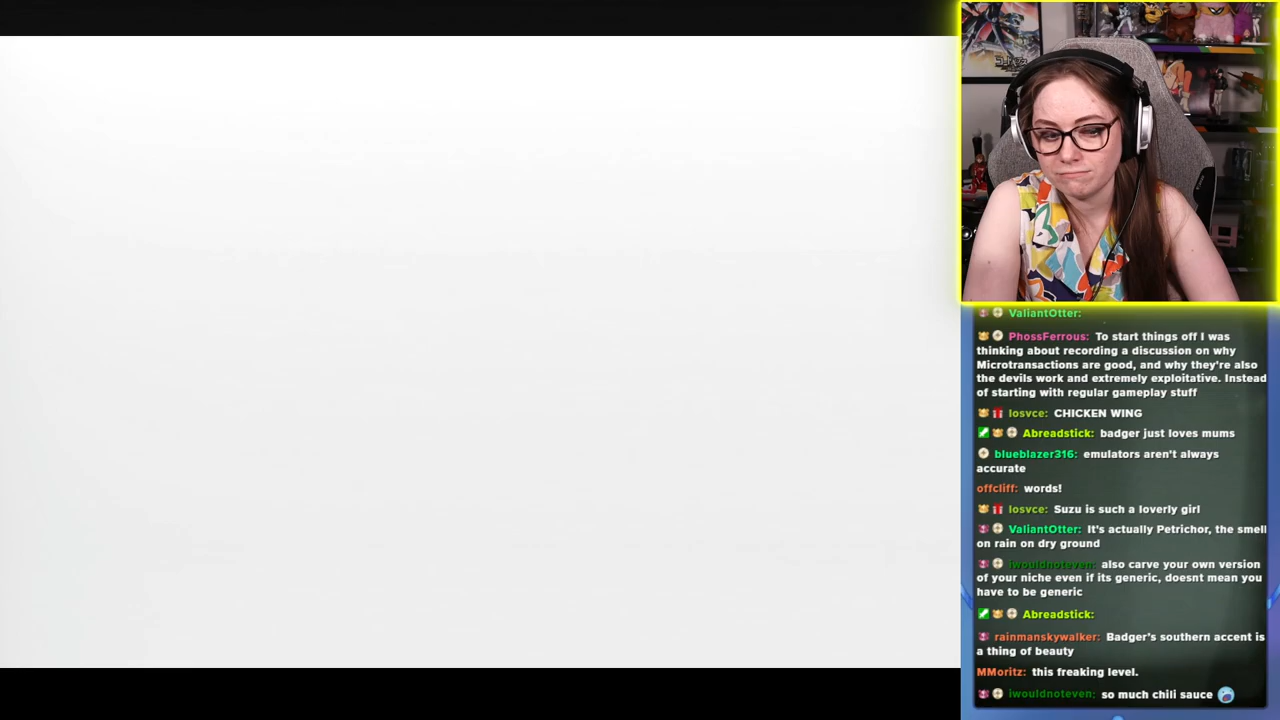 ValiantOtter:
PhossFerrous: To start things off I was
thinking about recording a discussion on why
Microtransactions are good, and why they're also
the devils work and extremely exploitative. Instead
of starting with regular gameplay stuff
losvce: CHICKEN WING
Abreadstick: badger just loves mums
blueblazer316: emulators aren't always
accurate
offcliff: words!
losvce: Suzu is such a loverly girl
ValiantOtter: It's actually Petrichor, the smell
on rain on dry ground
iwouldnoteven: also carve your own version
of your niche even if its generic, doesnt mean you
have to be generic
Abreadstick:
rainmanskywalker: Badger's southern accent is
a thing of beauty
MMoritz: this freaking level.
iwouldnoteven: so much chili sauce